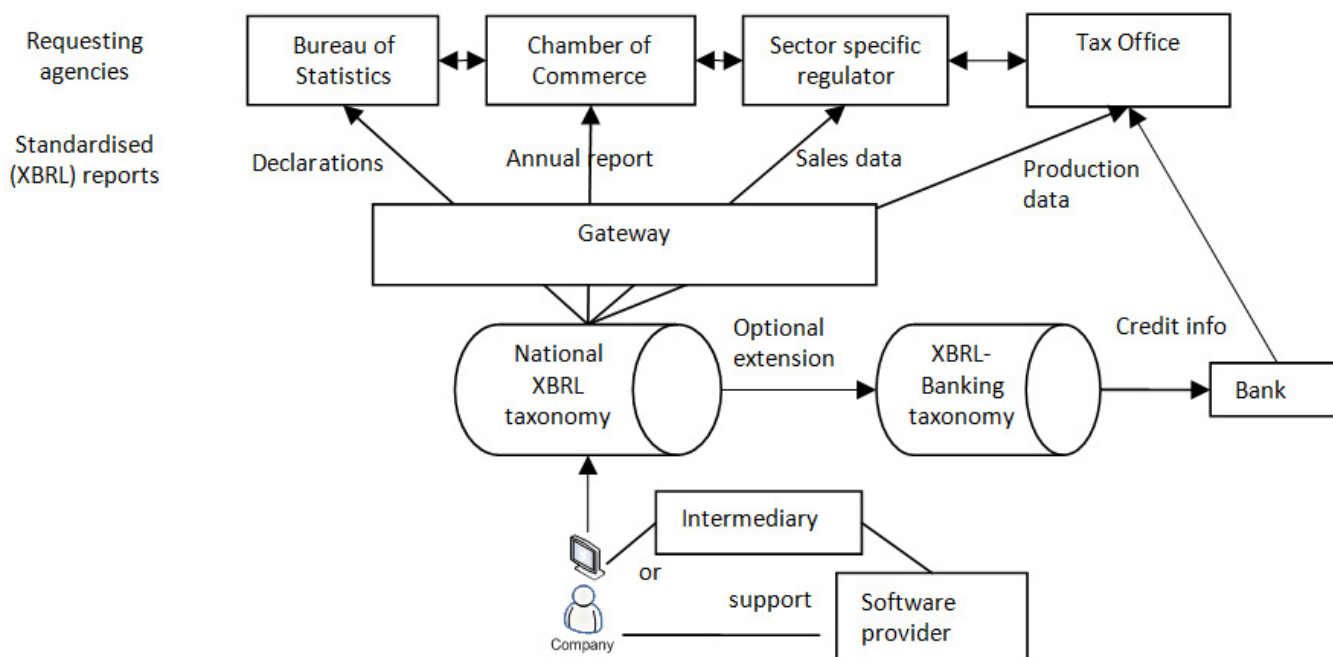 Requesting
agencies
Bureau of
Statistics
Chamber of
Commerce
Sector specific
regulator
Tax Office
Standardised
(XBRL) reports
Declarations
Annual report
Sales data
Production
data
Gateway
National
XBRL
taxonomy
Optional
extension
XBRL-
Banking
taxonomy
Credit info
Bank
Intermediary
or
support
Software
provider
Company